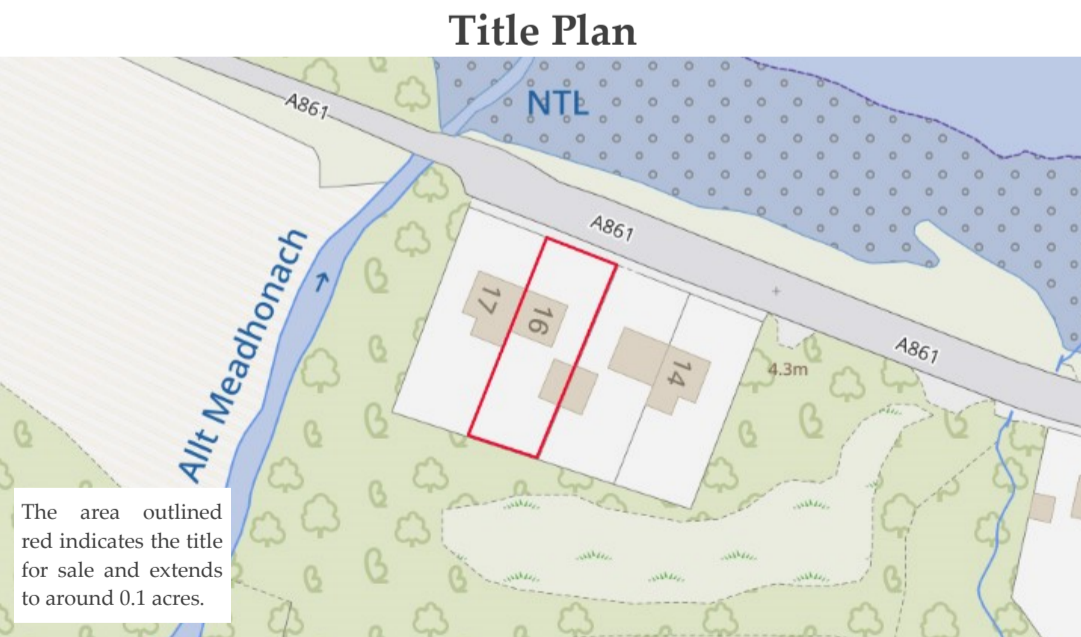 Title Plan
A861
NTL
A861
Allt Meadhonach
17
16
14
A861
4.3m
The area outlined
red indicates the title
for sale and extends
to around 0.1 acres.